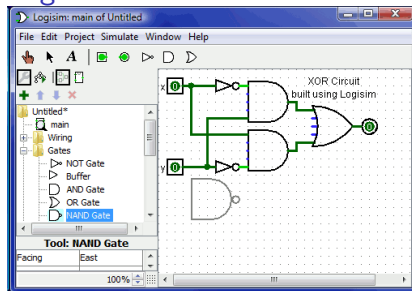 Logisim: main of Untitled
File Edit Project Simulate Window Help
A
Untitled*
main
Wiring
Gates
NOT Gate
Buffer
AND Gate
OR Gate
NAND Gate
Tool: NAND Gate
Facing East
100%
x 0
XOR Circuit
built using Logisim
0
y 0